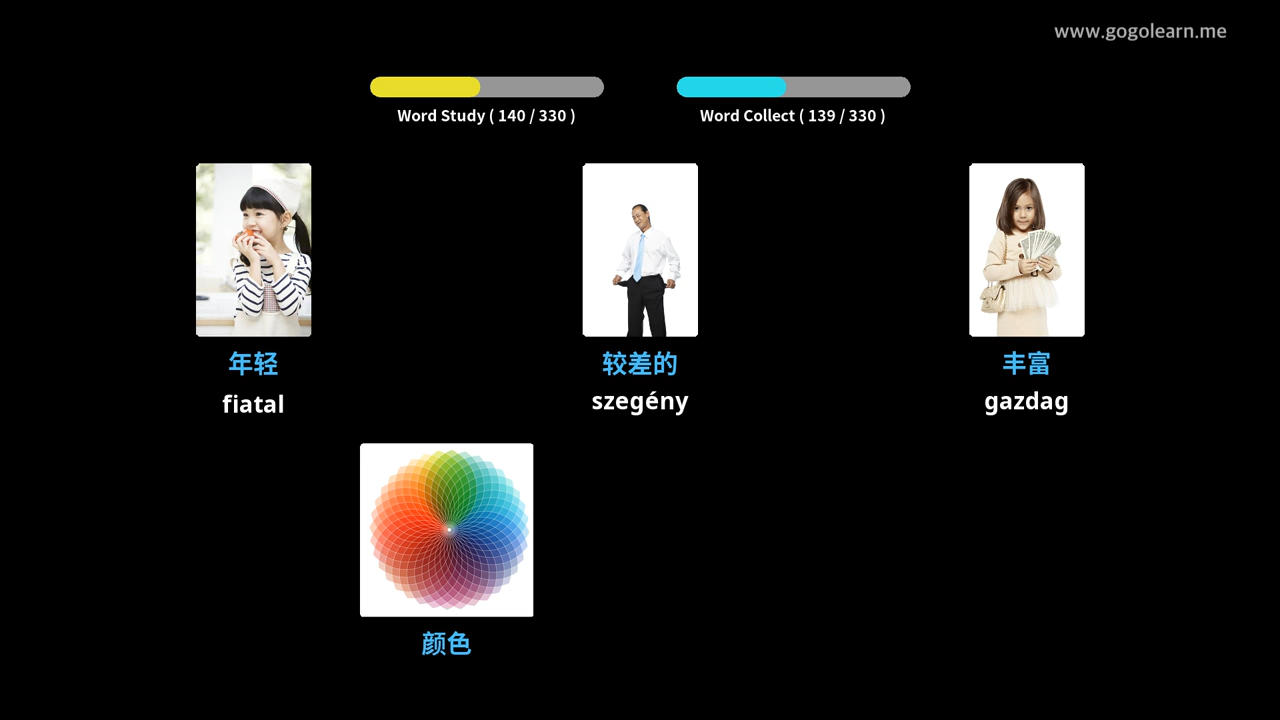 www.gogolearn.me
Word Study ( 140 / 330 )
Word Collect ( 139 / 330 )
年轻
较差的
丰富
fiatal
szegény
gazdag
颜色